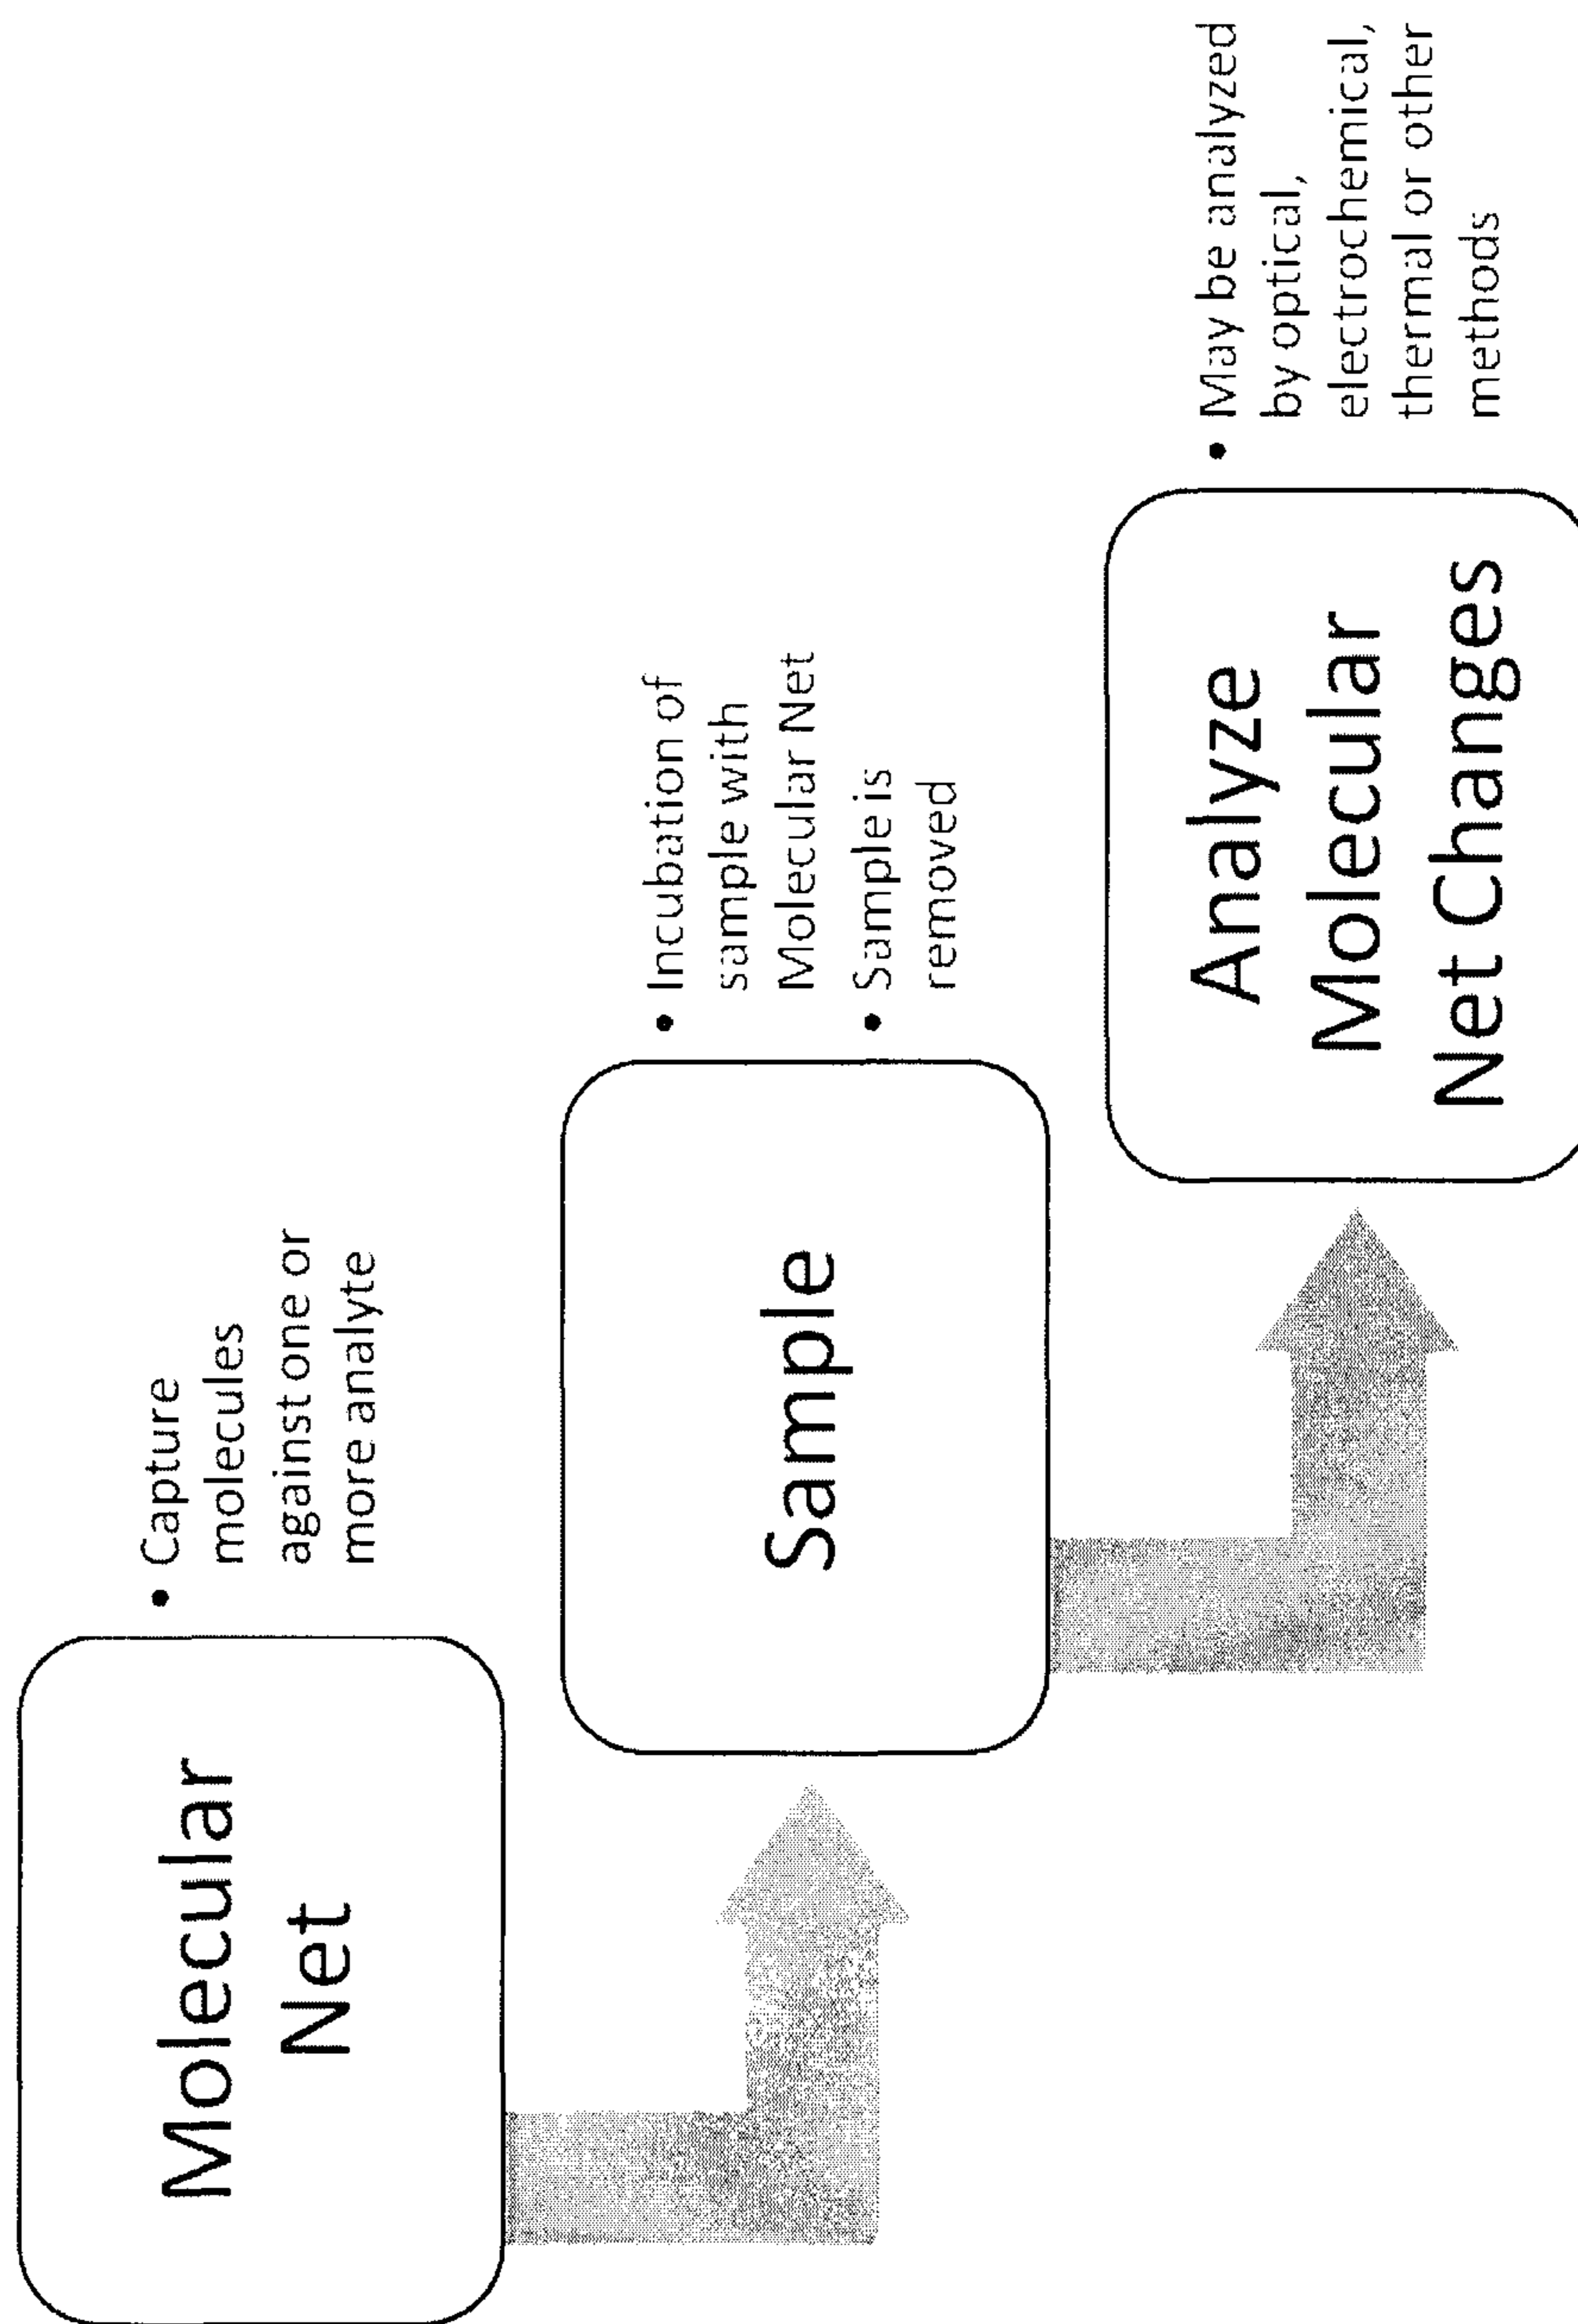 Molecular
Net
• Capture
molecules
against one or
more analyte
Sample
• Incubation of
sample with
Molecular Net
• Sample is
removed
Analyze
Molecular
Net Changes
• May be analyzed
by optical,
electrochemical,
thermal or other
methods